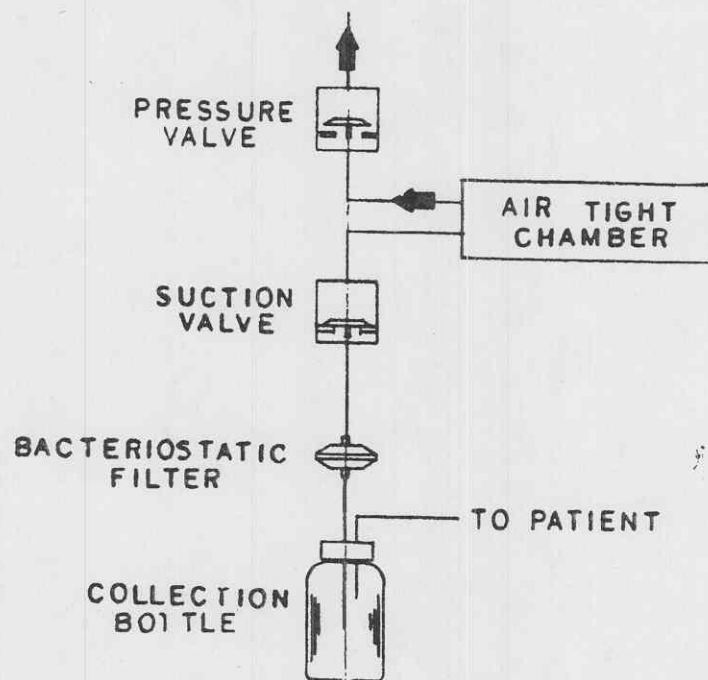 PRESSURE
VALVE
AIR TIGHT
CHAMBER
SUCTION
VALVE
BACTERIOSTATIC
FILTER
TO PATIENT
COLLECTION
BOTTLE